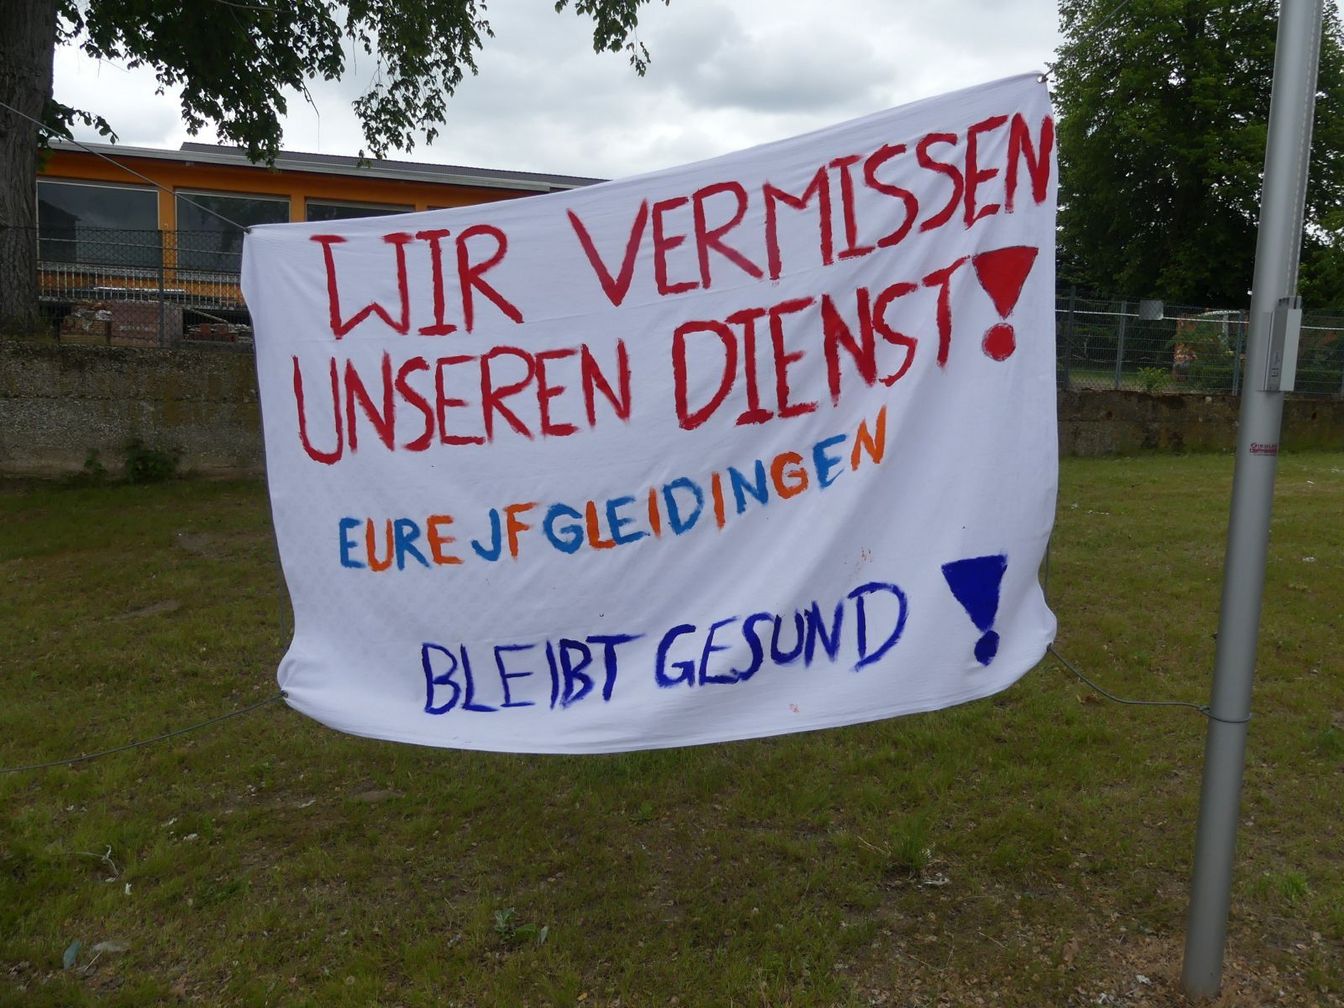 WIR VERMISSEN
UNSEREN DIENST!
EURE JF GLEIDINGEN
BLEIBT GESUND!